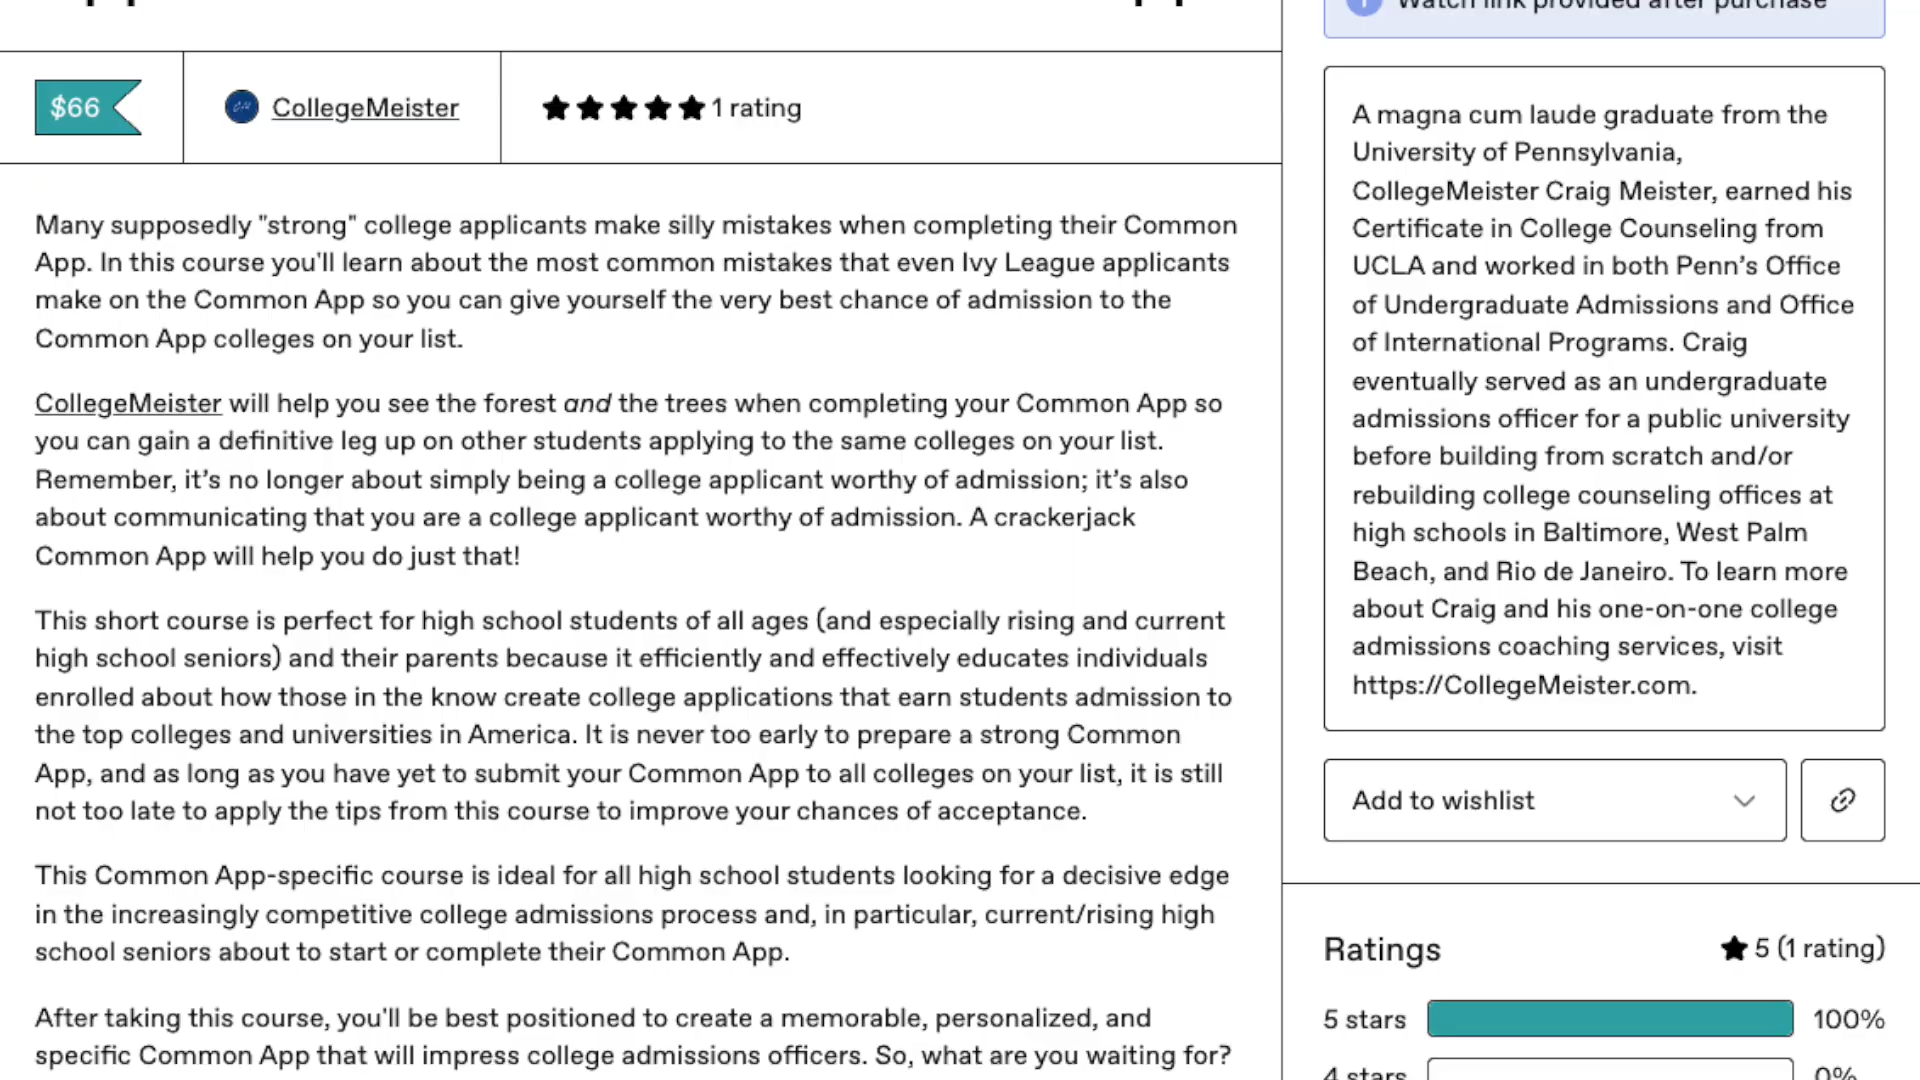 Watch link provided after purchase
$66
CollegeMeister
1 rating
Many supposedly "strong" college applicants make silly mistakes when completing their Common
App. In this course you'll learn about the most common mistakes that even Ivy League applicants
make on the Common App so you can give yourself the very best chance of admission to the
Common App colleges on your list.
CollegeMeister will help you see the forest and the trees when completing your Common App so
you can gain a definitive leg up on other students applying to the same colleges on your list.
Remember, it’s no longer about simply being a college applicant worthy of admission; it’s also
about communicating that you are a college applicant worthy of admission. A crackerjack
Common App will help you do just that!
This short course is perfect for high school students of all ages (and especially rising and current
high school seniors) and their parents because it efficiently and effectively educates individuals
enrolled about how those in the know create college applications that earn students admission to
the top colleges and universities in America. It is never too early to prepare a strong Common
App, and as long as you have yet to submit your Common App to all colleges on your list, it is still
not too late to apply the tips from this course to improve your chances of acceptance.
This Common App-specific course is ideal for all high school students looking for a decisive edge
in the increasingly competitive college admissions process and, in particular, current/rising high
school seniors about to start or complete their Common App.
After taking this course, you'll be best positioned to create a memorable, personalized, and
specific Common App that will impress college admissions officers. So, what are you waiting for?
A magna cum laude graduate from the
University of Pennsylvania,
CollegeMeister Craig Meister, earned his
Certificate in College Counseling from
UCLA and worked in both Penn’s Office
of Undergraduate Admissions and Office
of International Programs. Craig
eventually served as an undergraduate
admissions officer for a public university
before building from scratch and/or
rebuilding college counseling offices at
high schools in Baltimore, West Palm
Beach, and Rio de Janeiro. To learn more
about Craig and his one-on-one college
admissions coaching services, visit
https://CollegeMeister.com.
Add to wishlist
Ratings
5 (1 rating)
5 stars 100%
4 stars 0%